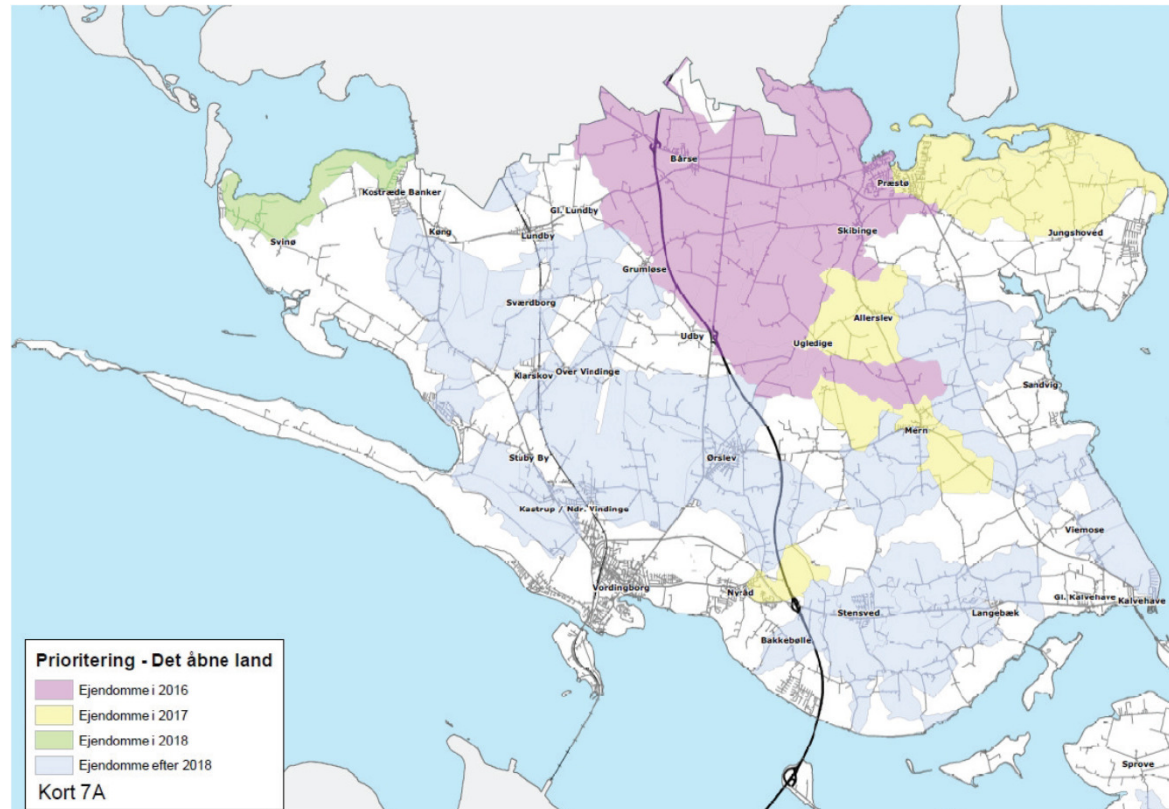 Bårse
Præstø
Kostræde Banker
Gl. Lundby
Køng
Lundby
Skibinge
Jungshoved
Svinø
Grumløse
Sværdborg
Allerslev
Udby
Ugledige
Klarskov
Over Vindinge
Sandvig
Mern
Stuby By
Ørslev
Kastrup / Ndr. Vindinge
Viemose
Vordingborg
Nyråd
Gl. Kalvehave
Kalvehave
Stensved
Langebæk
Bakkebølle
Sprove
Prioritering - Det åbne land
Ejendomme i 2016
Ejendomme i 2017
Ejendomme i 2018
Ejendomme efter 2018
Kort 7A